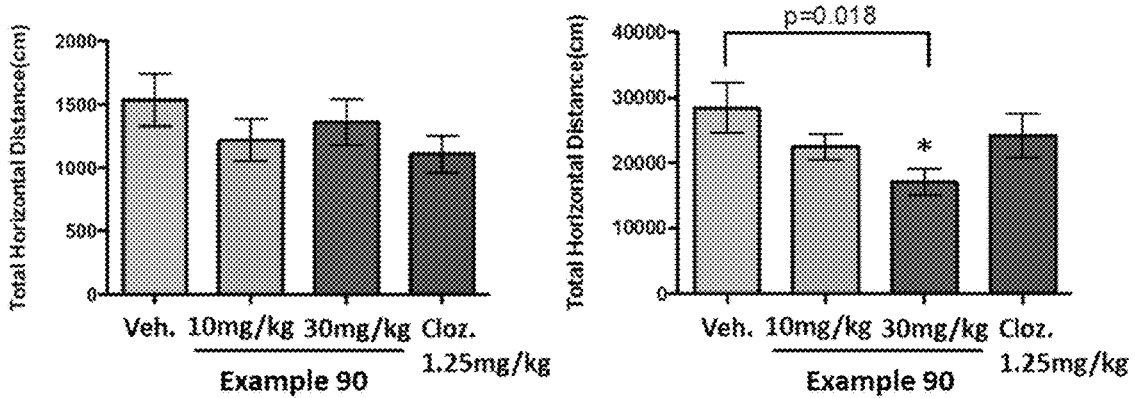 Total Horizontal Distance(cm)
2000
1500
1000
500
0
Veh. 10mg/kg 30mg/kg Cloz.
1.25mg/kg
Example 90
p=0.018
Total Horizontal Distance(cm)
40000
30000
20000
10000
0
*
Veh. 10mg/kg 30mg/kg Cloz.
1.25mg/kg
Example 90